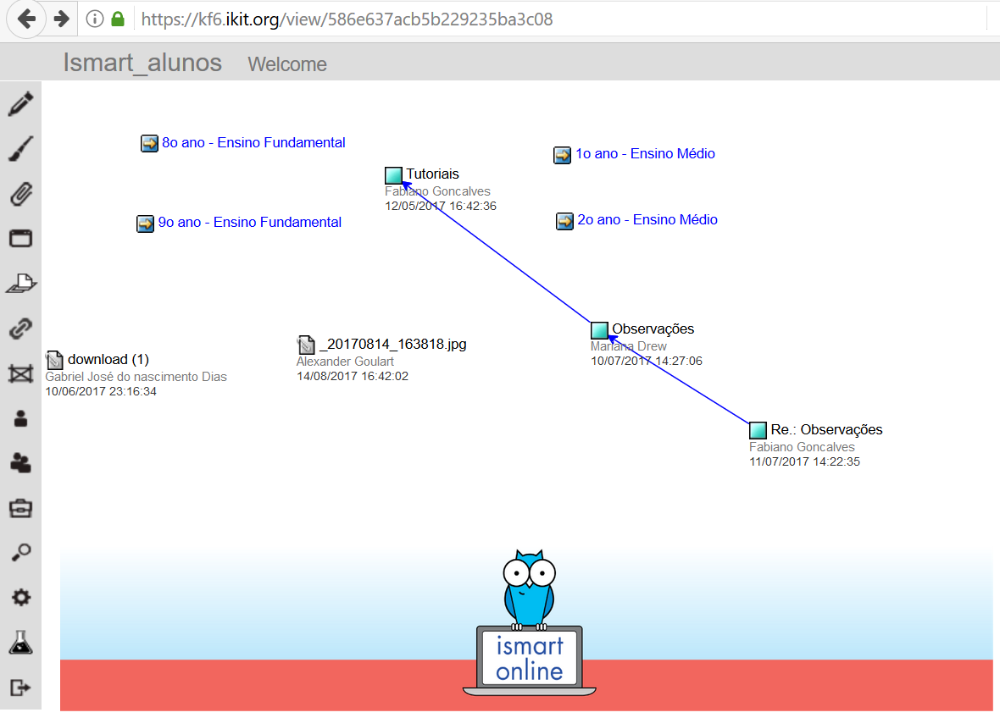 https://kf6.ikit.org/view/586e637acb5b229235ba3c08
Ismart_alunos Welcome
8o ano - Ensino Fundamental
1o ano - Ensino Médio
Tutoriais
Fabiano Goncalves
12/05/2017 16:42:36
9o ano - Ensino Fundamental
2o ano - Ensino Médio
Observações
Mariana Drew
10/07/2017 14:27:06
_20170814_163818.jpg
Alexander Goulart
14/08/2017 16:42:02
download (1)
Gabriel José do nascimento Dias
10/06/2017 23:16:34
Re.: Observações
Fabiano Goncalves
11/07/2017 14:22:35
ismart
online